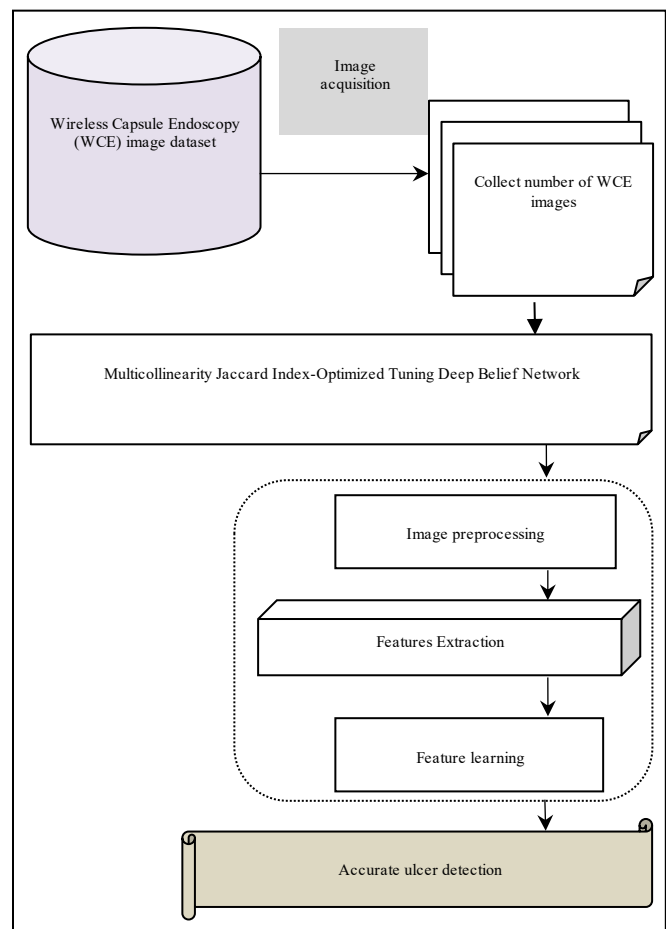 Image
acquisition
Wireless Capsule Endoscopy
(WCE) image dataset
Collect number of WCE
images
Multicollinearity Jaccard Index-Optimized Tuning Deep Belief Network
Image preprocessing
Features Extraction
Feature learning
Accurate ulcer detection